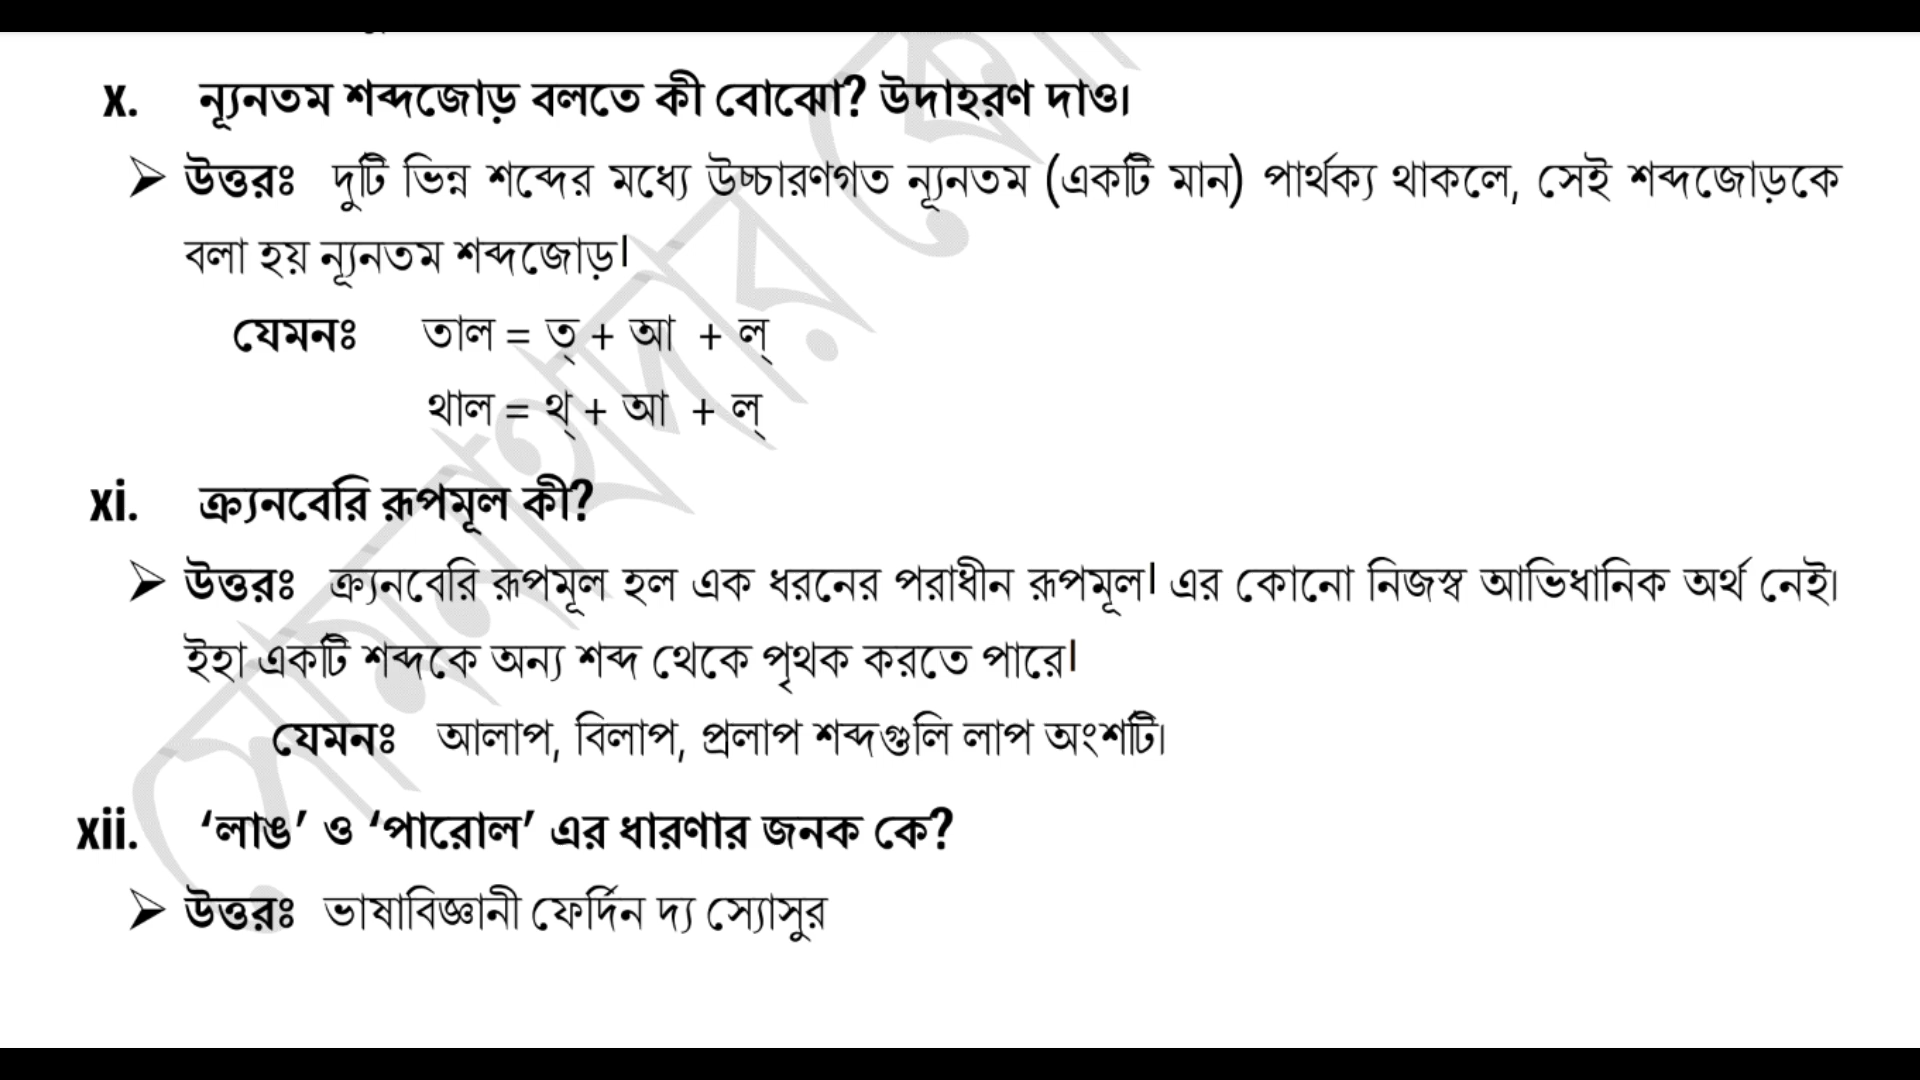 x. ন্যূনতম শব্দজোড় বলতে কী বোঝো? উদাহরণ দাও।
➤ উত্তরঃ দুটি ভিন্ন শব্দের মধ্যে উচ্চারণগত ন্যূনতম (একটি মান) পার্থক্য থাকলে, সেই শব্দজোড়কে
বলা হয় ন্যূনতম শব্দজোড়।
যেমনঃ তাল = ত্ + আ + ল্
থাল = থ্ + আ + ল্
xi. ক্র্যনবেরি রূপমূল কী?
➤ উত্তরঃ ক্র্যনবেরি রূপমূল হল এক ধরনের পরাধীন রূপমূল। এর কোনো নিজস্ব আভিধানিক অর্থ নেই।
ইহা একটি শব্দকে অন্য শব্দ থেকে পৃথক করতে পারে।
যেমনঃ আলাপ, বিলাপ, প্রলাপ শব্দগুলি লাপ অংশটি।
xii. ‘লাঙ’ ও ‘পারোল’ এর ধারণার জনক কে?
➤ উত্তরঃ ভাষাবিজ্ঞানী ফের্দিন দ্য স্যোসুর